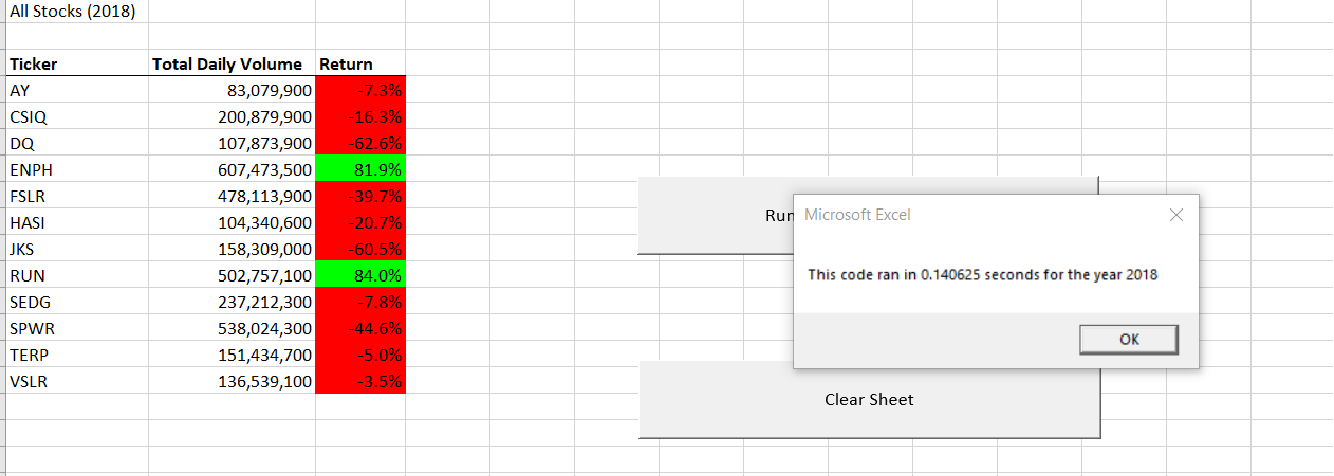 All Stocks (2018)
Ticker Total Daily Volume Return
AY 83,079,900 -7.3%
CSIQ 200,879,900 -16.3%
DQ 107,873,900 -62.6%
ENPH 607,473,500 81.9%
FSLR 478,113,900 -39.7%
HASI 104,340,600 -20.7%
JKS 158,309,000 -60.5%
RUN 502,757,100 84.0%
SEDG 237,212,300 -7.8%
SPWR 538,024,300 -44.6%
TERP 151,434,700 -5.0%
VSLR 136,539,100 -3.5%
Run
Microsoft Excel
This code ran in 0.140625 seconds for the year 2018
OK
Clear Sheet